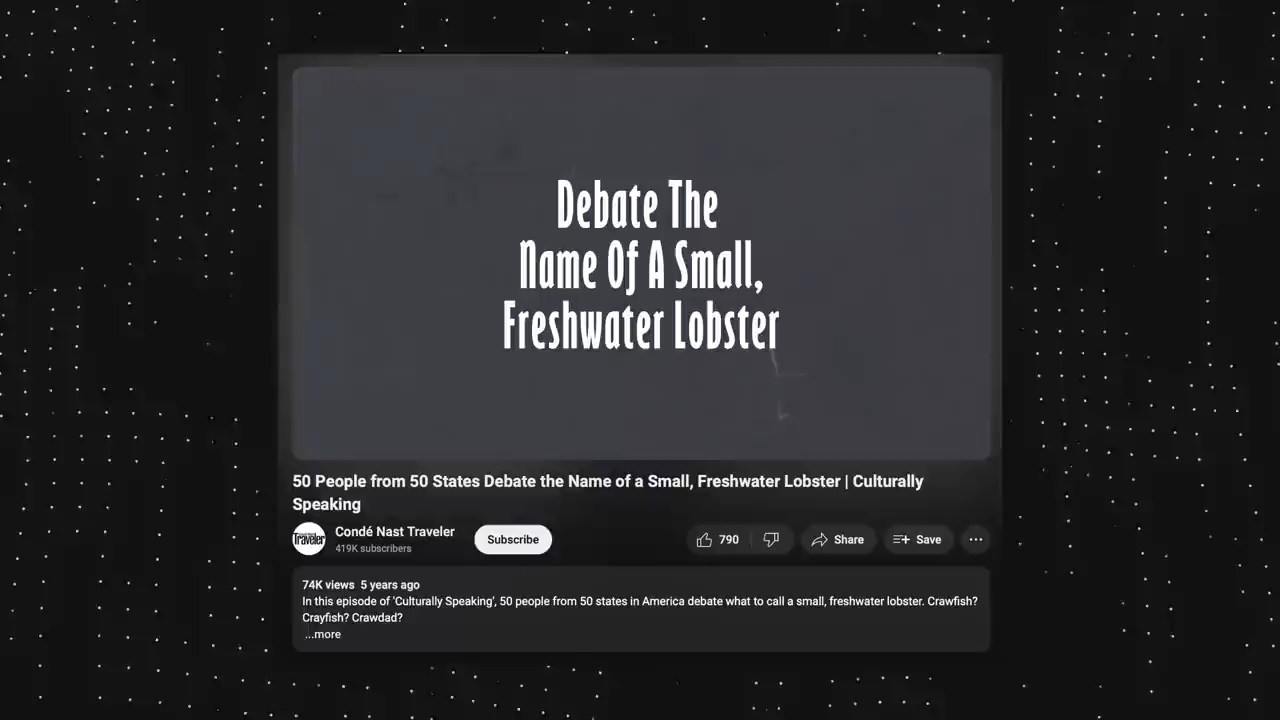 Debate The
Name Of A Small,
Freshwater Lobster
50 People from 50 States Debate the Name of a Small, Freshwater Lobster | Culturally
Speaking
Traveler
Condé Nast Traveler
419K subscribers
Subscribe
790
Share
Save
74K views 5 years ago
In this episode of 'Culturally Speaking', 50 people from 50 states in America debate what to call a small, freshwater lobster. Crawfish?
Crayfish? Crawdad?
...more